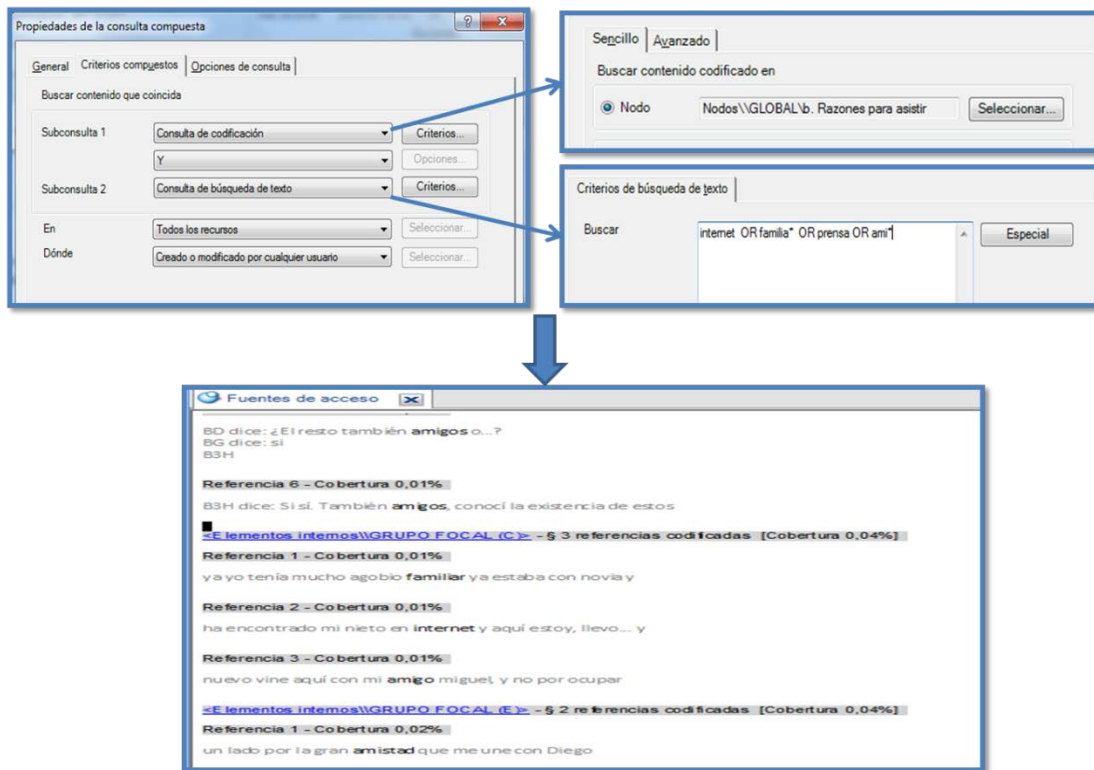 Propiedades de la consulta compuesta
General Criterios compuestos Opciones de consulta
Buscar contenido que coincida
Subconsulta 1 Consulta de codificación Criterios...
Y Opciones...
Subconsulta 2 Consulta de búsqueda de texto Criterios...
En Todos los recursos Seleccionar...
Dónde Creado o modificado por cualquier usuario Seleccionar...
Sencillo Avanzado
Buscar contenido codificado en
Nodo Nodos\\GLOBAL\b. Razones para asistir Seleccionar...
Criterios de búsqueda de texto
Buscar internet OR familia* OR prensa OR ami* Especial
Fuentes de acceso
BD dice: ¿El resto también amigos o...?
BG dice: si
B3H
Referencia 6 - Cobertura 0,01%
B3H dice: Si sí. También amigos, conocí la existencia de estos
<Elementos internos\\GRUPO FOCAL (C)> - § 3 referencias codificadas [Cobertura 0,04%]
Referencia 1 - Cobertura 0,01%
ya yo tenía mucho agobio familiar ya estaba con novia y
Referencia 2 - Cobertura 0,01%
ha encontrado mi nieto en internet y aquí estoy, llevo... y
Referencia 3 - Cobertura 0,01%
nuevo vine aquí con mi amigo miguel, y no por ocupar
<Elementos internos\\GRUPO FOCAL (E)> - § 2 referencias codificadas [Cobertura 0,04%]
Referencia 1 - Cobertura 0,02%
un lado por la gran amistad que me une con Diego